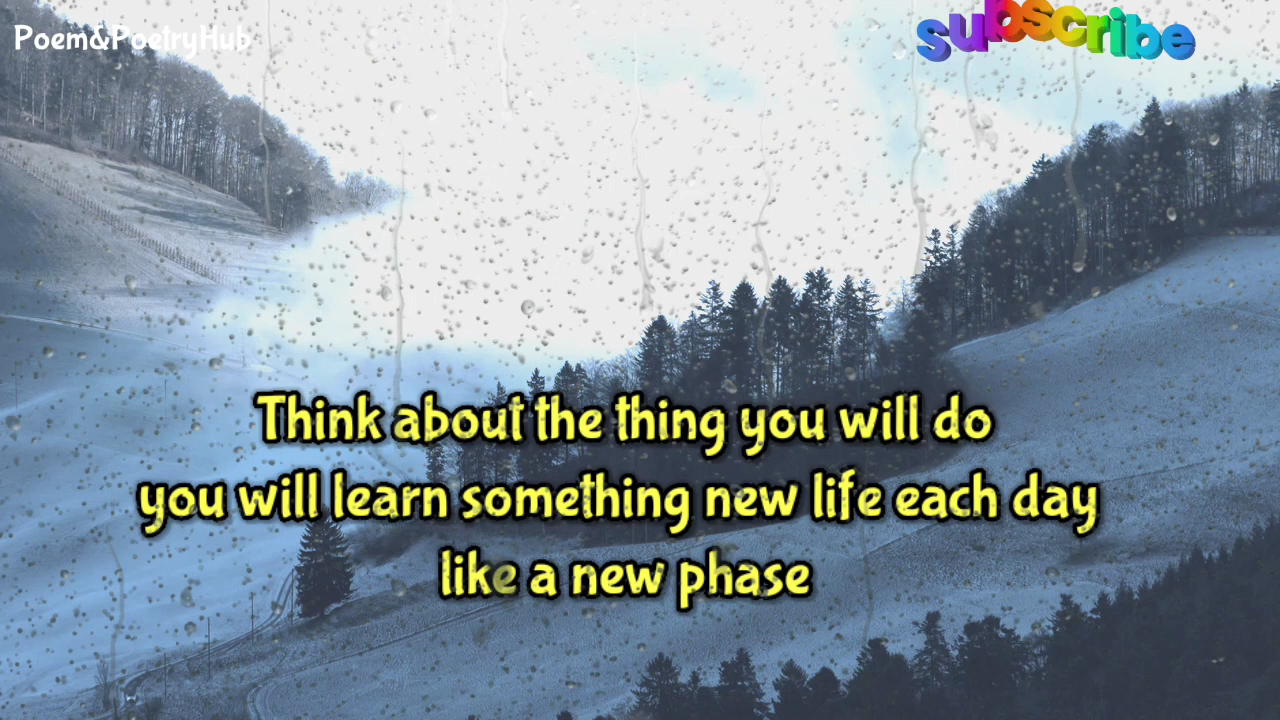 Poem&PoetryHub
subscribe
Think about the thing you will do
you will learn something new life each day
like a new phase